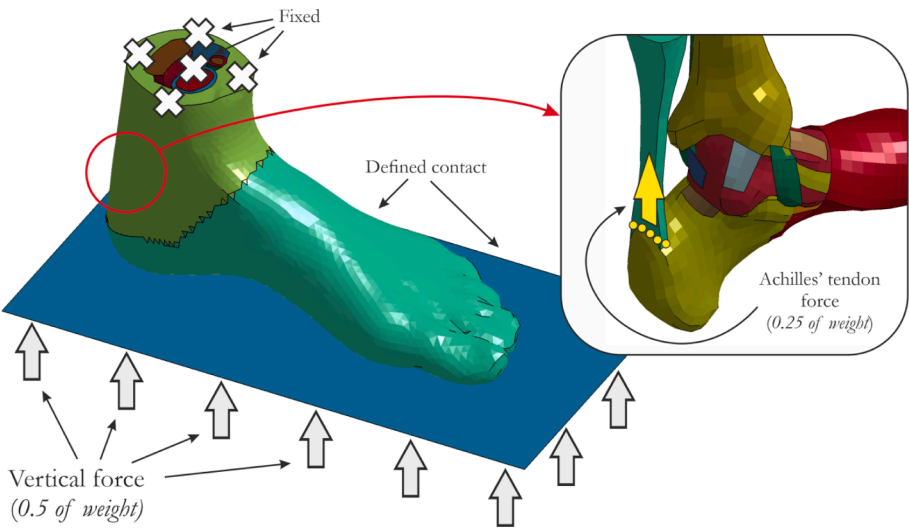 Fixed
Defined contact
Achilles' tendon
force
(0.25 of weight)
Vertical force
(0.5 of weight)